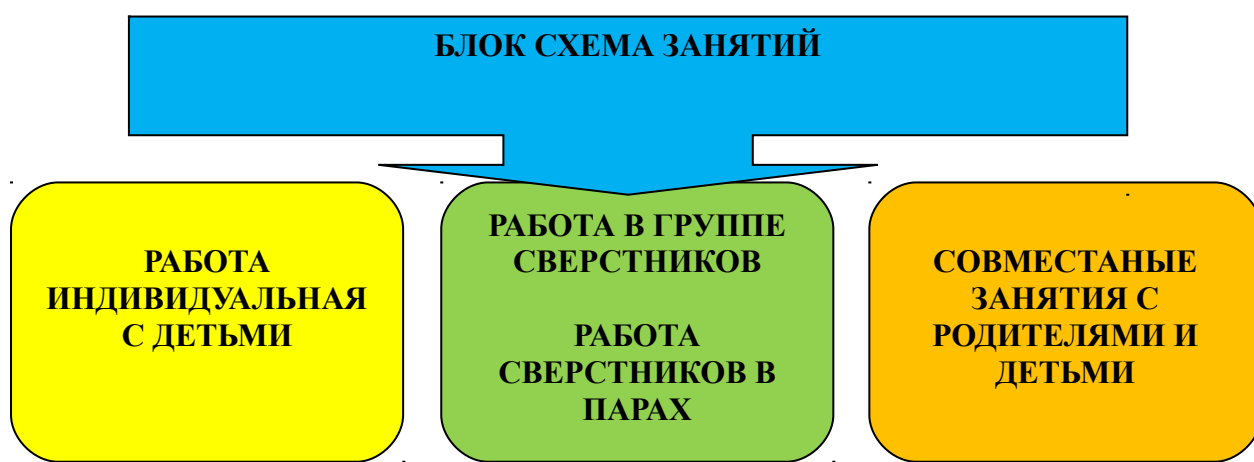 БЛОК СХЕМА ЗАНЯТИЙ
РАБОТА
ИНДИВИДУАЛЬНАЯ
С ДЕТЬМИ
РАБОТА В ГРУППЕ
СВЕРСТНИКОВ
РАБОТА
СВЕРСТНИКОВ В
ПАРАХ
СОВМЕСТАНЫЕ
ЗАНЯТИЯ С
РОДИТЕЛЯМИ И
ДЕТЬМИ